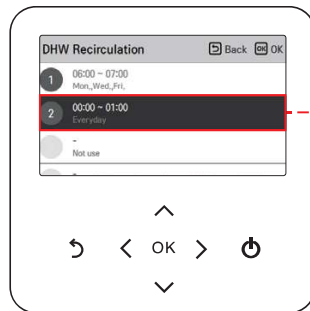 DHW Recirculation Back OK OK
1 06:00 ~ 07:00
Mon.,Wed.,Fri.
2 00:00 ~ 01:00
Everyday
-
Not use
-
OK